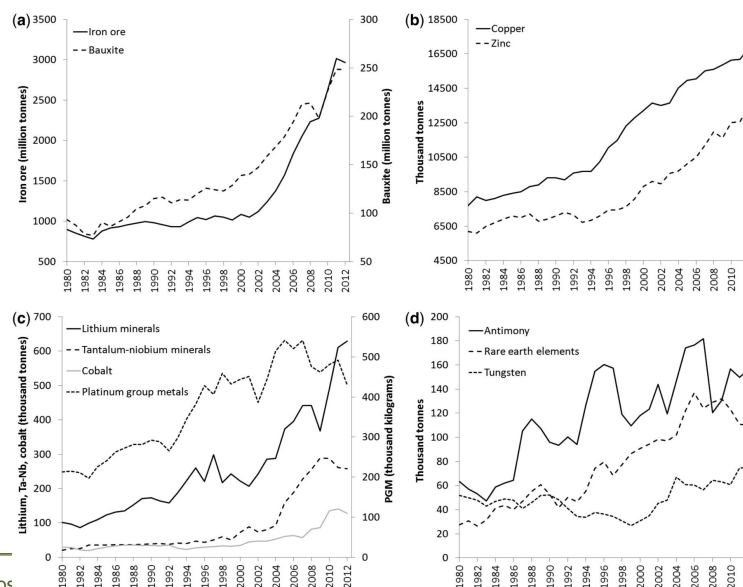 (a)
Iron ore
Bauxite
Iron ore (million tonnes)
3500
3000
2500
2000
1500
1000
500
Bauxite (million tonnes)
300
250
200
150
100
50
1980 1982 1984 1986 1988 1990 1992 1994 1996 1998 2000 2002 2004 2006 2008 2010 2012
(b)
Copper
Zinc
Thousand tonnes
18500
16500
14500
12500
10500
8500
6500
4500
1980 1982 1984 1986 1988 1990 1992 1994 1996 1998 2000 2002 2004 2006 2008 2010
(c)
Lithium minerals
Tantalum-niobium minerals
Cobalt
Platinum group metals
Lithium, Ta-Nb, cobalt (thousand tonnes)
700
600
500
400
300
200
100
0
PGM (thousand kilograms)
600
500
400
300
200
100
0
1980 1982 1984 1986 1988 1990 1992 1994 1996 1998 2000 2002 2004 2006 2008 2010 2012
(d)
Antimony
Rare earth elements
Tungsten
Thousand tonnes
200
180
160
140
120
100
80
60
40
20
0
1980 1982 1984 1986 1988 1990 1992 1994 1996 1998 2000 2002 2004 2006 2008 2010